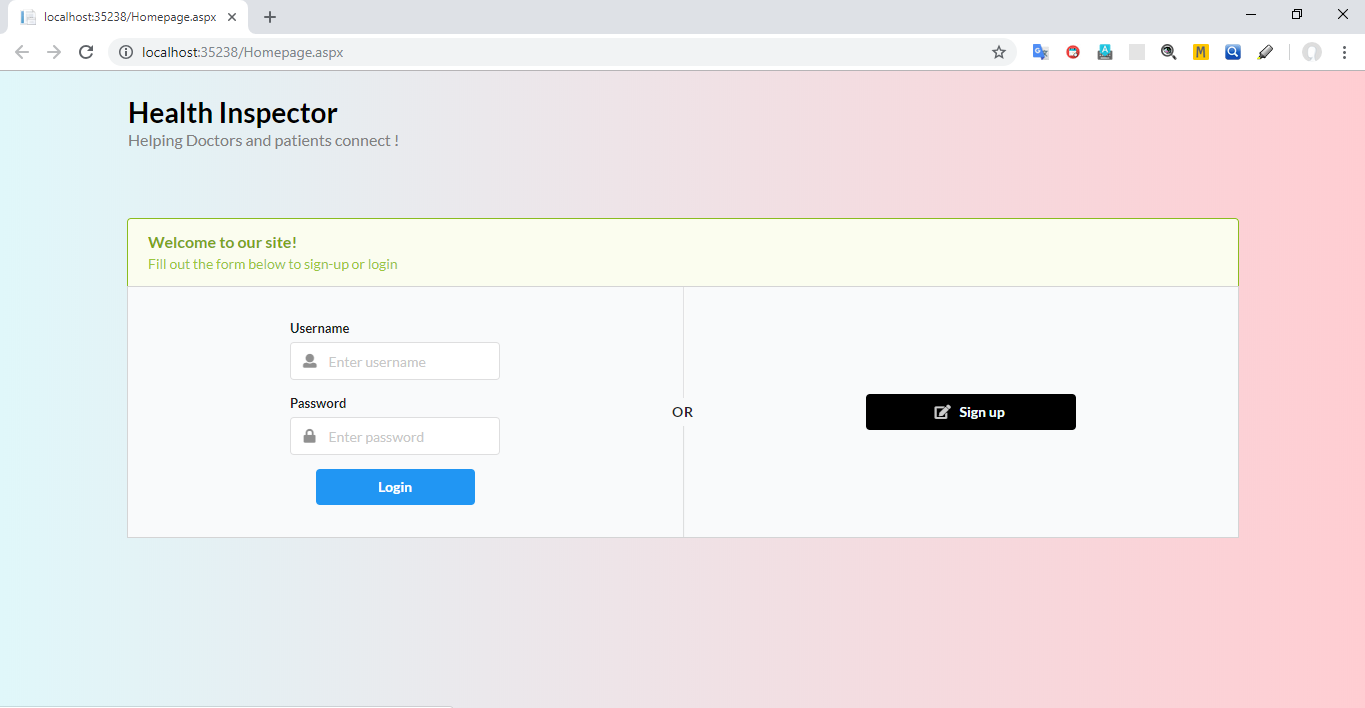 localhost:35238/Homepage.aspx
localhost:35238/Homepage.aspx
M
Health Inspector
Helping Doctors and patients connect !
Welcome to our site!
Fill out the form below to sign-up or login
Username
Enter username
Password
Enter password
Login
OR
Sign up